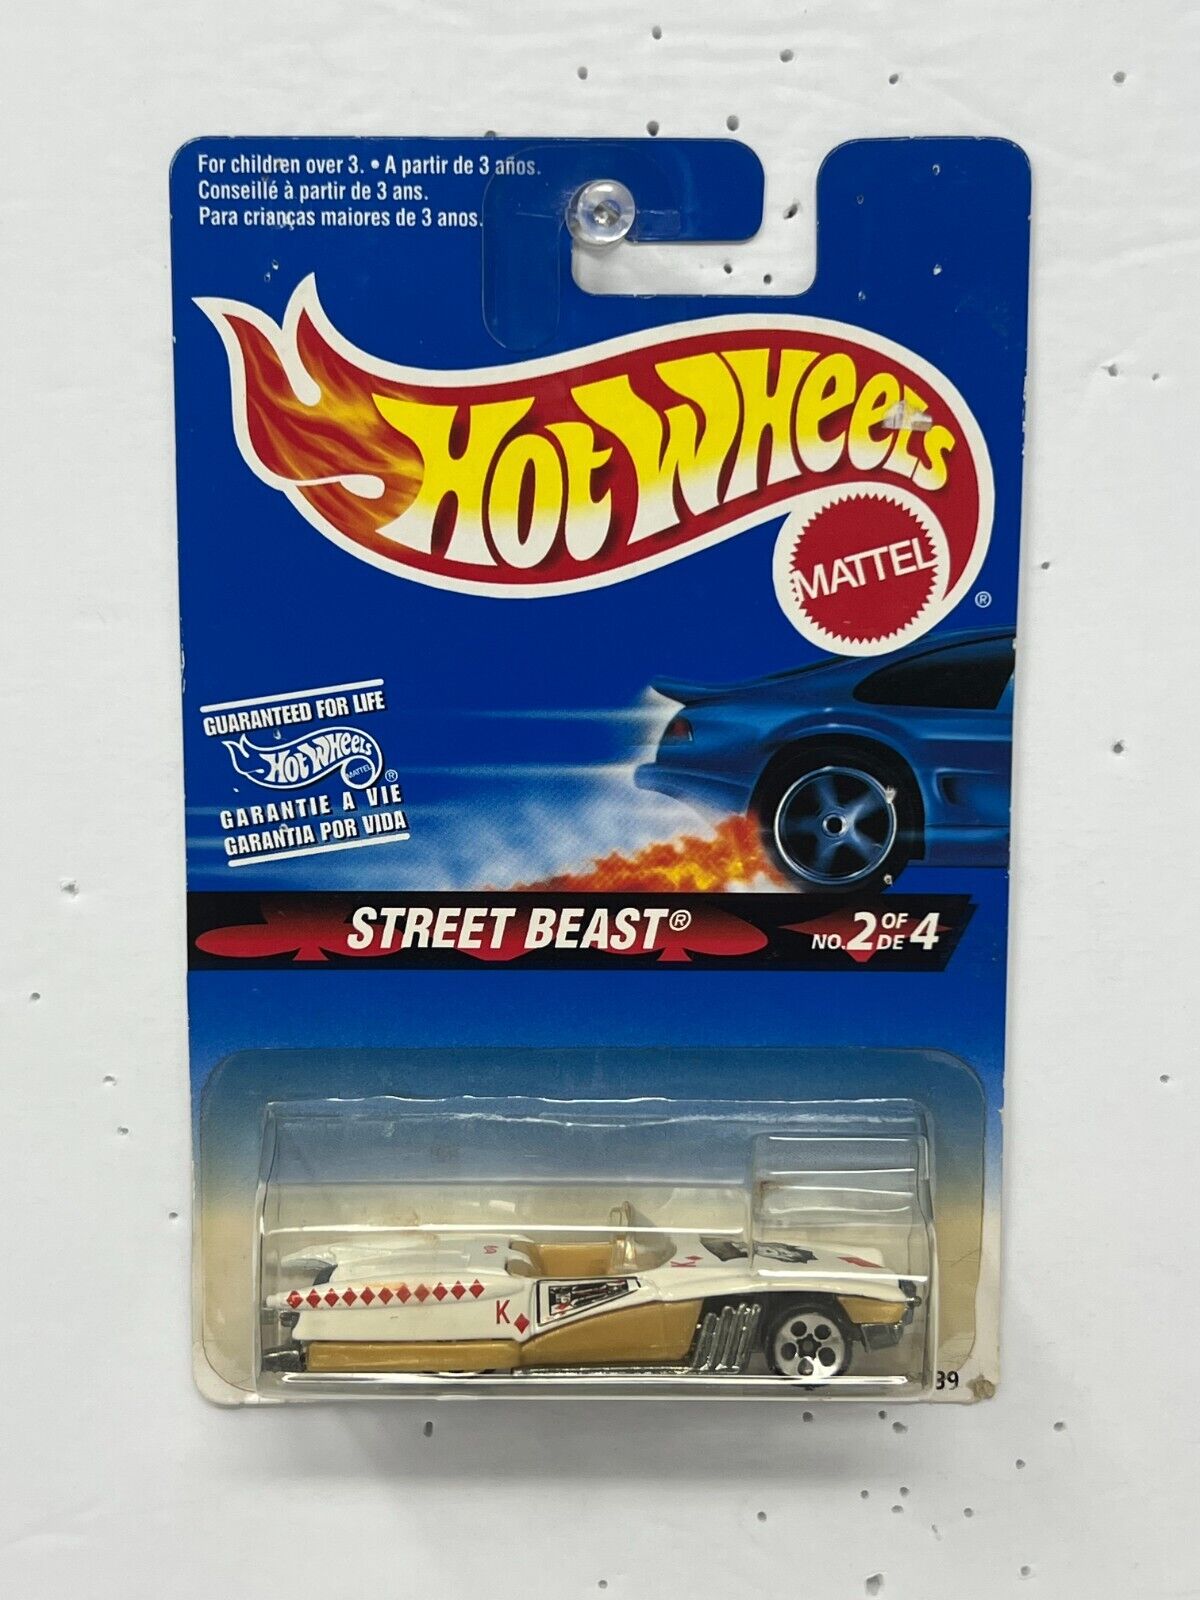 For children over 3. • A partir de 3 años.
Conseillé à partir de 3 ans.
Para crianças maiores de 3 anos.
HOT WHEELS
MATTEL
®
GUARANTEED FOR LIFE
HOT WHEELS
MATTEL
®
GARANTIE A VIE
GARANTIA POR VIDA
STREET BEAST®
NO. 2 OF DE 4
K
K
39